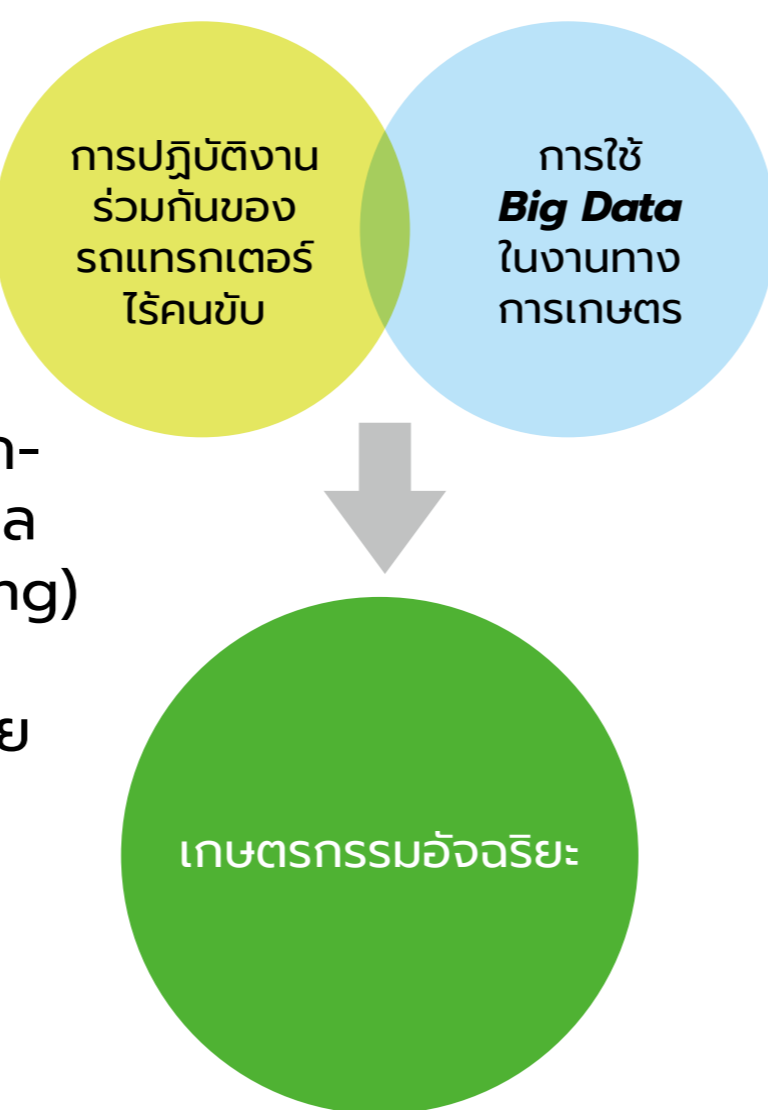 การปฏิบัติงาน
ร่วมกันของ
รถแทรกเตอร์
ไร้คนขับ
การใช้
Big Data
ในงานทาง
การเกษตร
ล
ng)
ย
เกษตรกรรมอัจฉริยะ